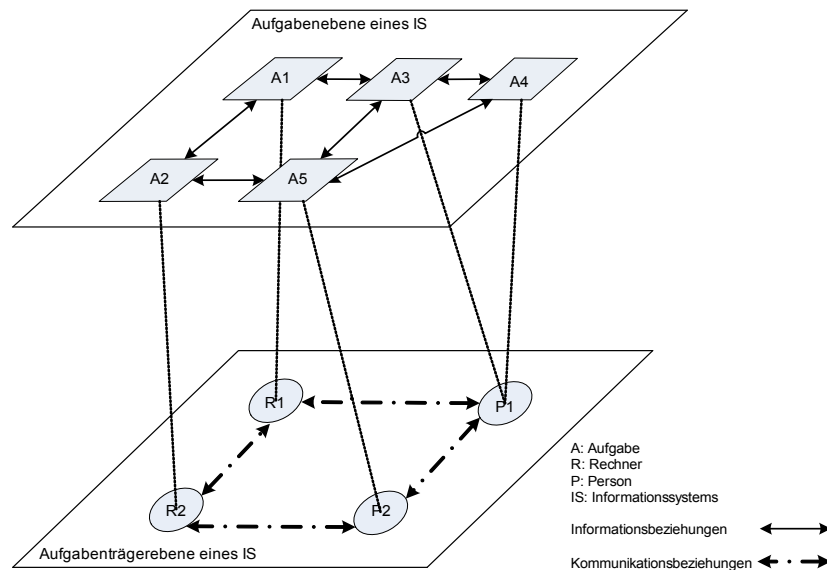 Aufgabenebene eines IS
A1
A3
A4
A2
A5
R1
P1
R2
P2
Aufgabenträgerebene eines IS
A: Aufgabe
R: Rechner
P: Person
IS: Informationssystems
Informationsbeziehungen
Kommunikationsbeziehungen